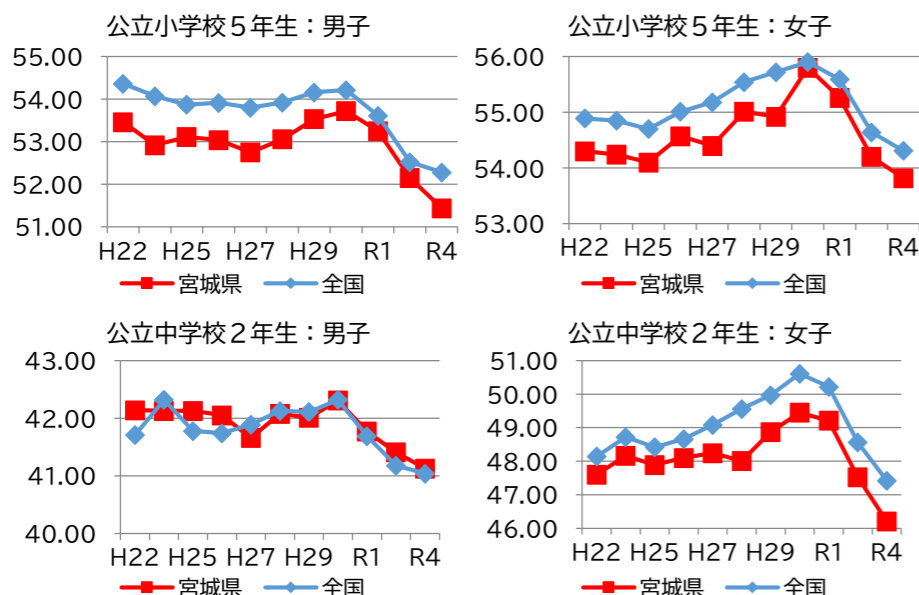 公立小学校５年生：男子
55.00
54.00
53.00
52.00
51.00
H22 H25 H27 H29 R1 R4
宮城県 全国
公立小学校５年生：女子
56.00
55.00
54.00
53.00
H22 H25 H27 H29 R1 R4
宮城県 全国
公立中学校２年生：男子
43.00
42.00
41.00
40.00
H22 H25 H27 H29 R1 R4
宮城県 全国
公立中学校２年生：女子
51.00
50.00
49.00
48.00
47.00
46.00
H22 H25 H27 H29 R1 R4
宮城県 全国